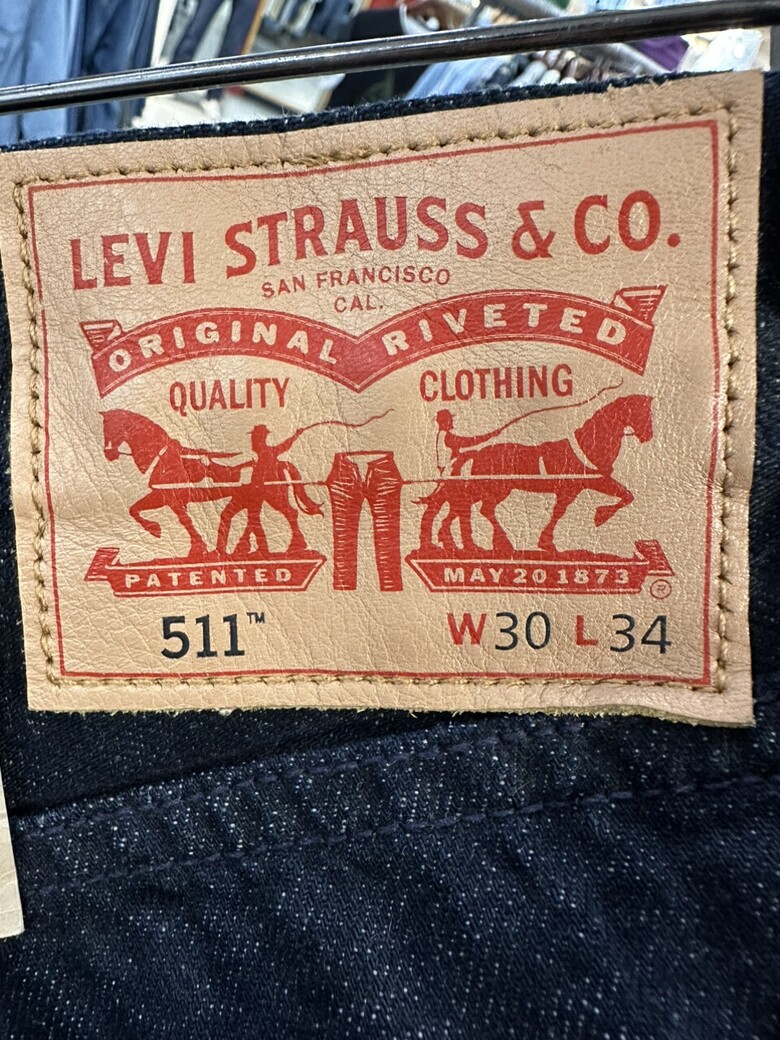 LEVI STRAUSS & CO.
SAN FRANCISCO
CAL.
ORIGINAL RIVETED
QUALITY CLOTHING
PATENTED MAY 20 1873 ®
511™ W30 L34